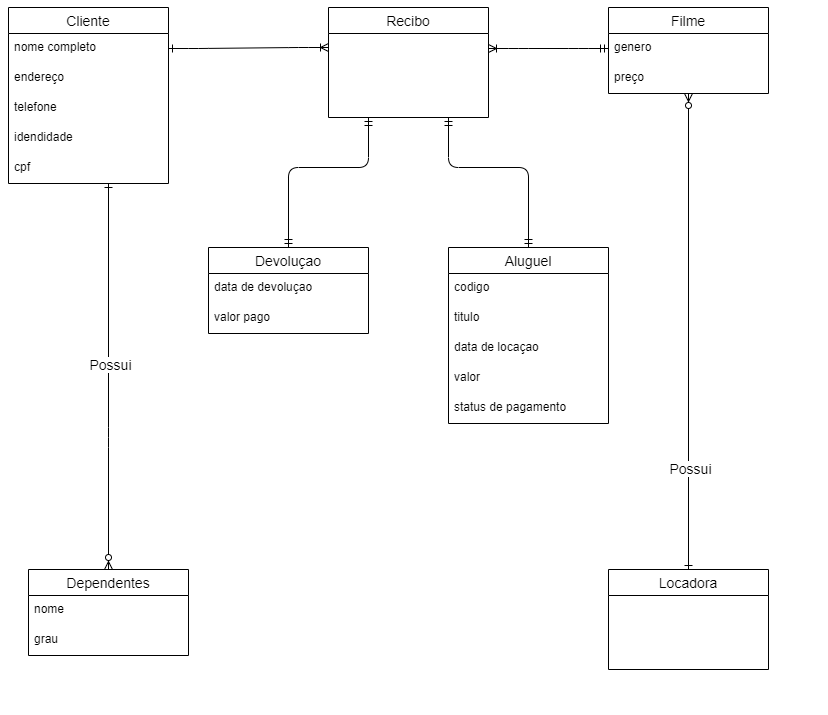 Cliente
nome completo
endereço
telefone
idendidade
cpf
Recibo
Filme
genero
preço
Devoluçao
data de devoluçao
valor pago
Aluguel
codigo
titulo
data de locaçao
valor
status de pagamento
Possui
Possui
Dependentes
nome
grau
Locadora